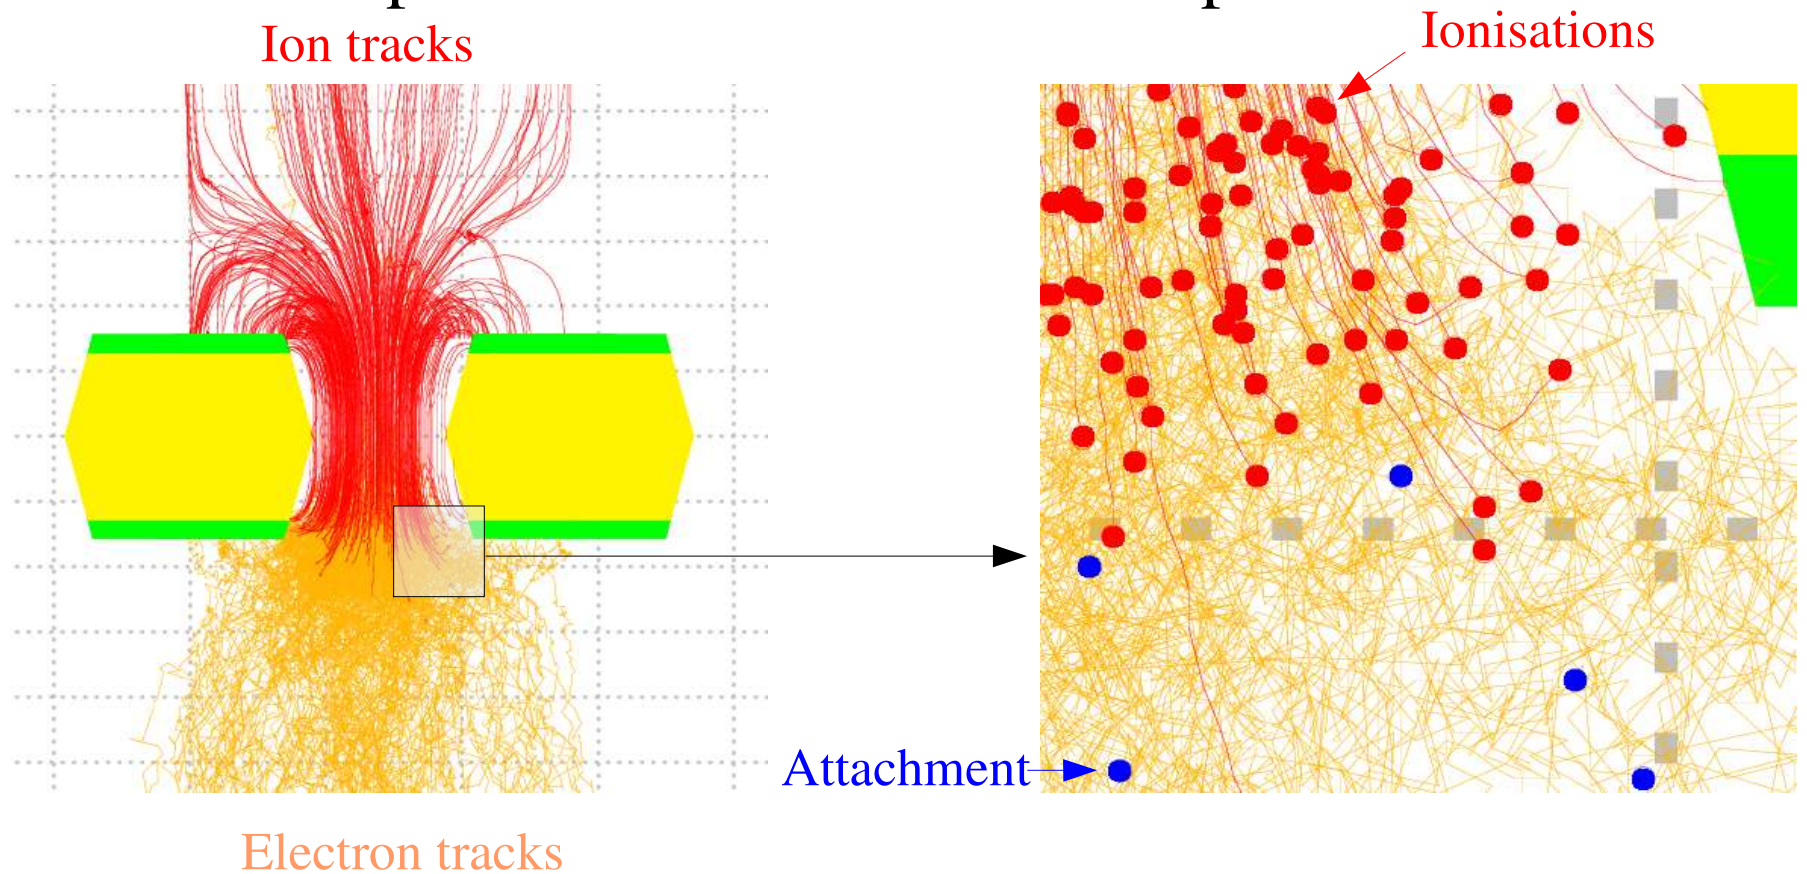 Ion tracks
Ionisations
Attachment
Electron tracks